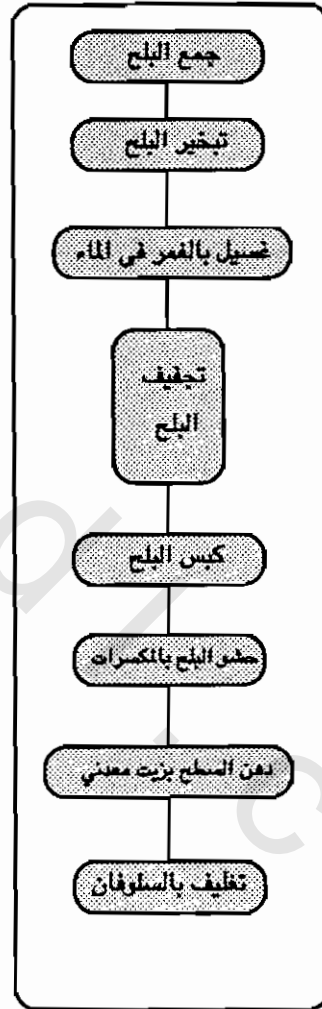 جمع البلح
تبخير البلح
غسيل بالغمر في الماء
تجفيف
البلح
كبس البلح
حشو البلح بالمكسرات
دهن السطح بزيت معدني
تغليف بالسلوفان